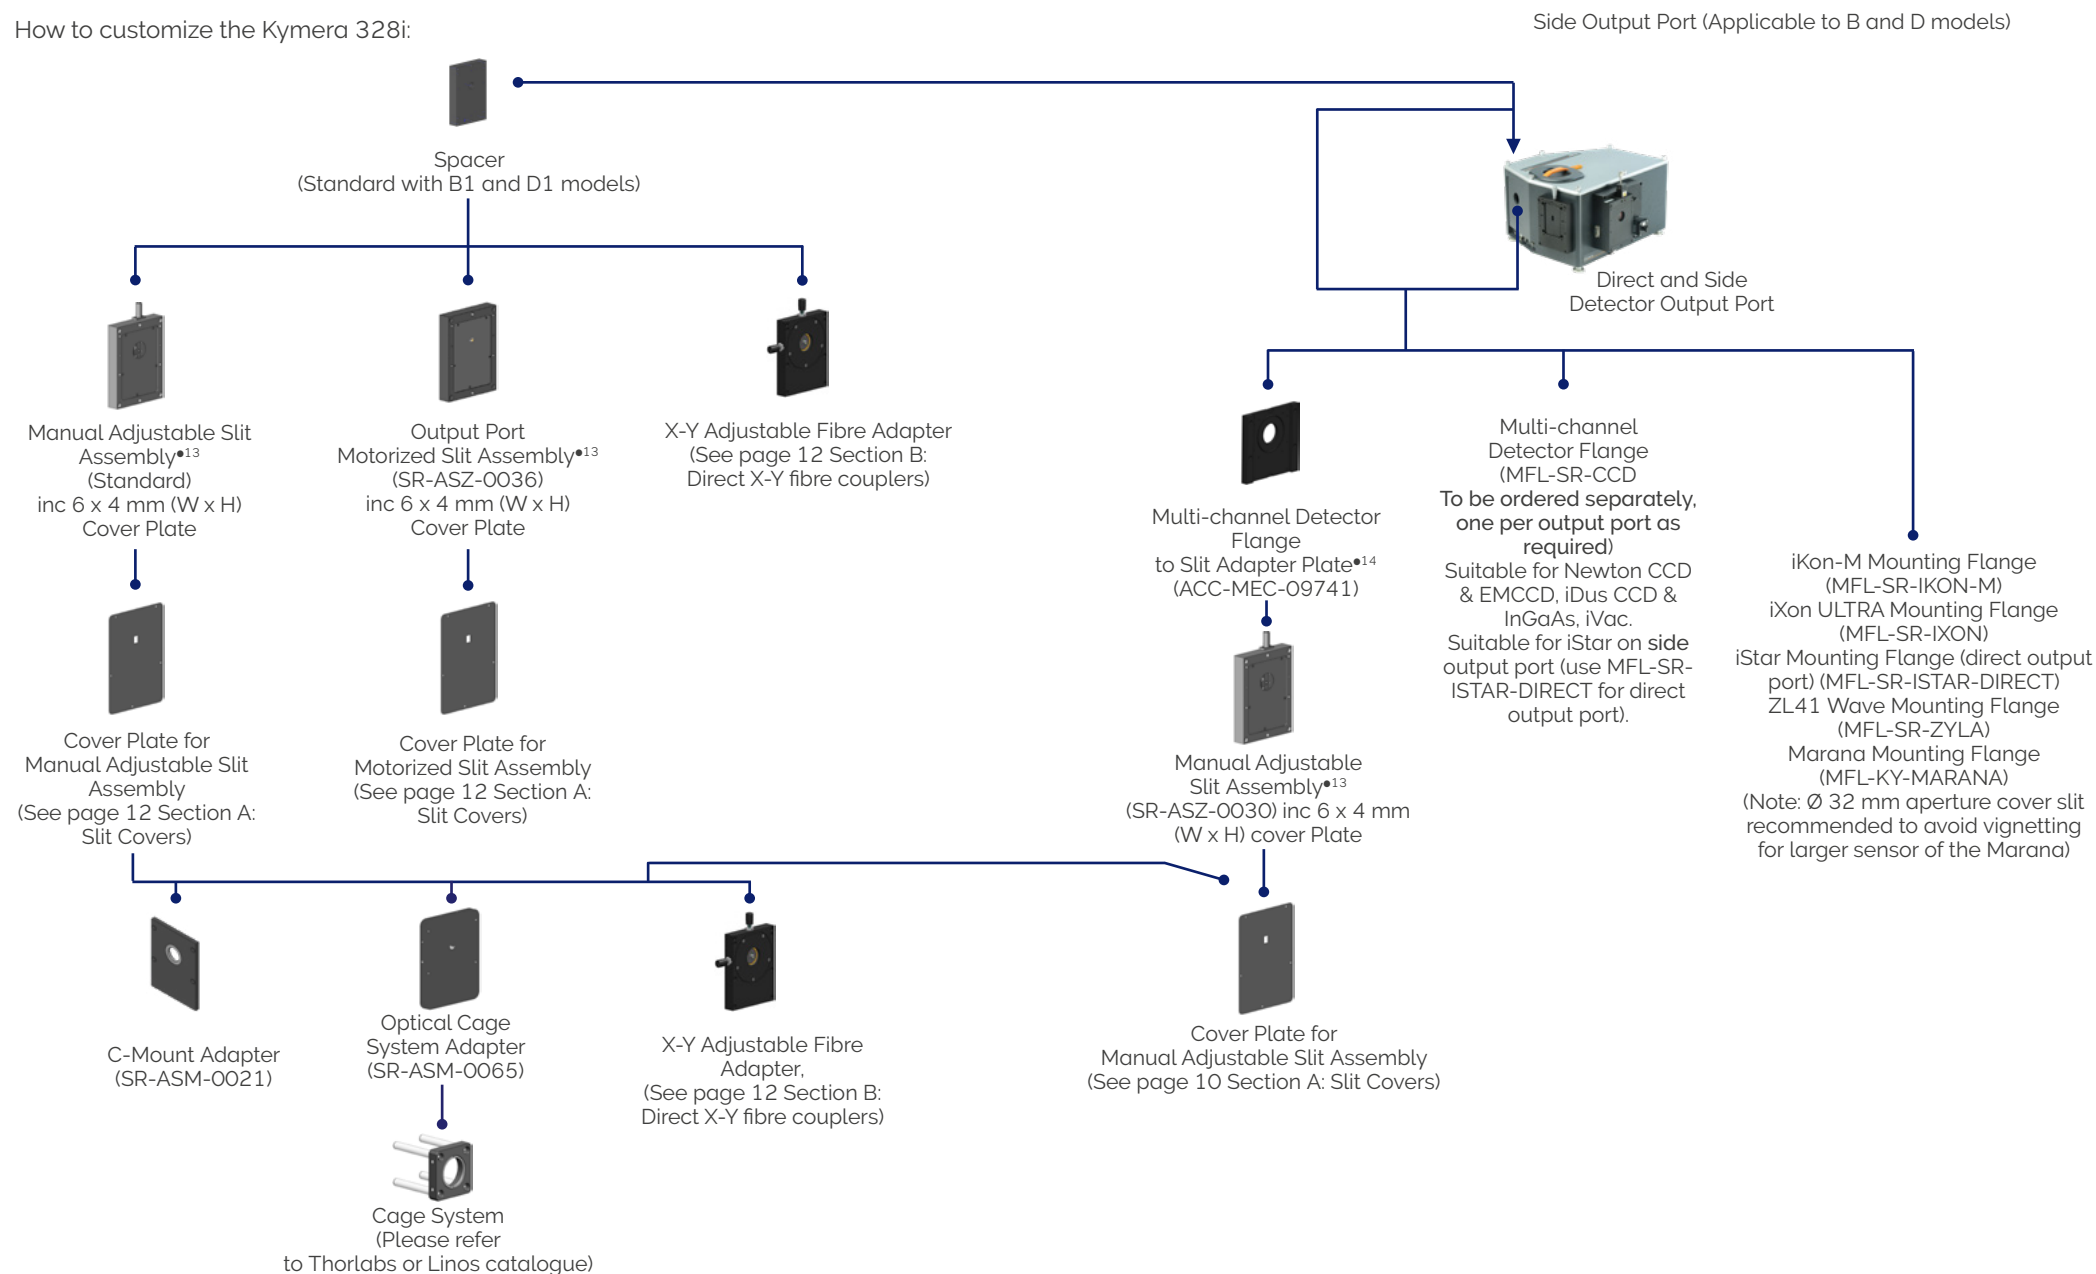 How to customize the Kymera 328i:
Side Output Port (Applicable to B and D models)
Spacer
(Standard with B1 and D1 models)
Direct and Side
Detector Output Port
Manual Adjustable Slit
Assembly●13
(Standard)
inc 6 x 4 mm (W x H)
Cover Plate
Output Port
Motorized Slit Assembly●13
(SR-ASZ-0036)
inc 6 x 4 mm (W x H)
Cover Plate
X-Y Adjustable Fibre Adapter
(See page 12 Section B:
Direct X-Y fibre couplers)
Multi-channel Detector
Flange
to Slit Adapter Plate●14
(ACC-MEC-09741)
Multi-channel
Detector Flange
(MFL-SR-CCD
To be ordered separately,
one per output port as
required)
Suitable for Newton CCD
& EMCCD, iDus CCD &
InGaAs, iVac.
Suitable for iStar on side
output port (use MFL-SR-
ISTAR-DIRECT for direct
output port).
iKon-M Mounting Flange
(MFL-SR-IKON-M)
iXon ULTRA Mounting Flange
(MFL-SR-IXON)
iStar Mounting Flange (direct output
port) (MFL-SR-ISTAR-DIRECT)
ZL41 Wave Mounting Flange
(MFL-SR-ZYLA)
Marana Mounting Flange
(MFL-KY-MARANA)
(Note: Ø 32 mm aperture cover slit
recommended to avoid vignetting
for larger sensor of the Marana)
Cover Plate for
Manual Adjustable Slit
Assembly
(See page 12 Section A:
Slit Covers)
Cover Plate for
Motorized Slit Assembly
(See page 12 Section A:
Slit Covers)
Manual Adjustable
Slit Assembly●13
(SR-ASZ-0030) inc 6 x 4 mm
(W x H) cover Plate
C-Mount Adapter
(SR-ASM-0021)
Optical Cage
System Adapter
(SR-ASM-0065)
X-Y Adjustable Fibre
Adapter,
(See page 12 Section B:
Direct X-Y fibre couplers)
Cover Plate for
Manual Adjustable Slit Assembly
(See page 10 Section A: Slit Covers)
Cage System
(Please refer
to Thorlabs or Linos catalogue)